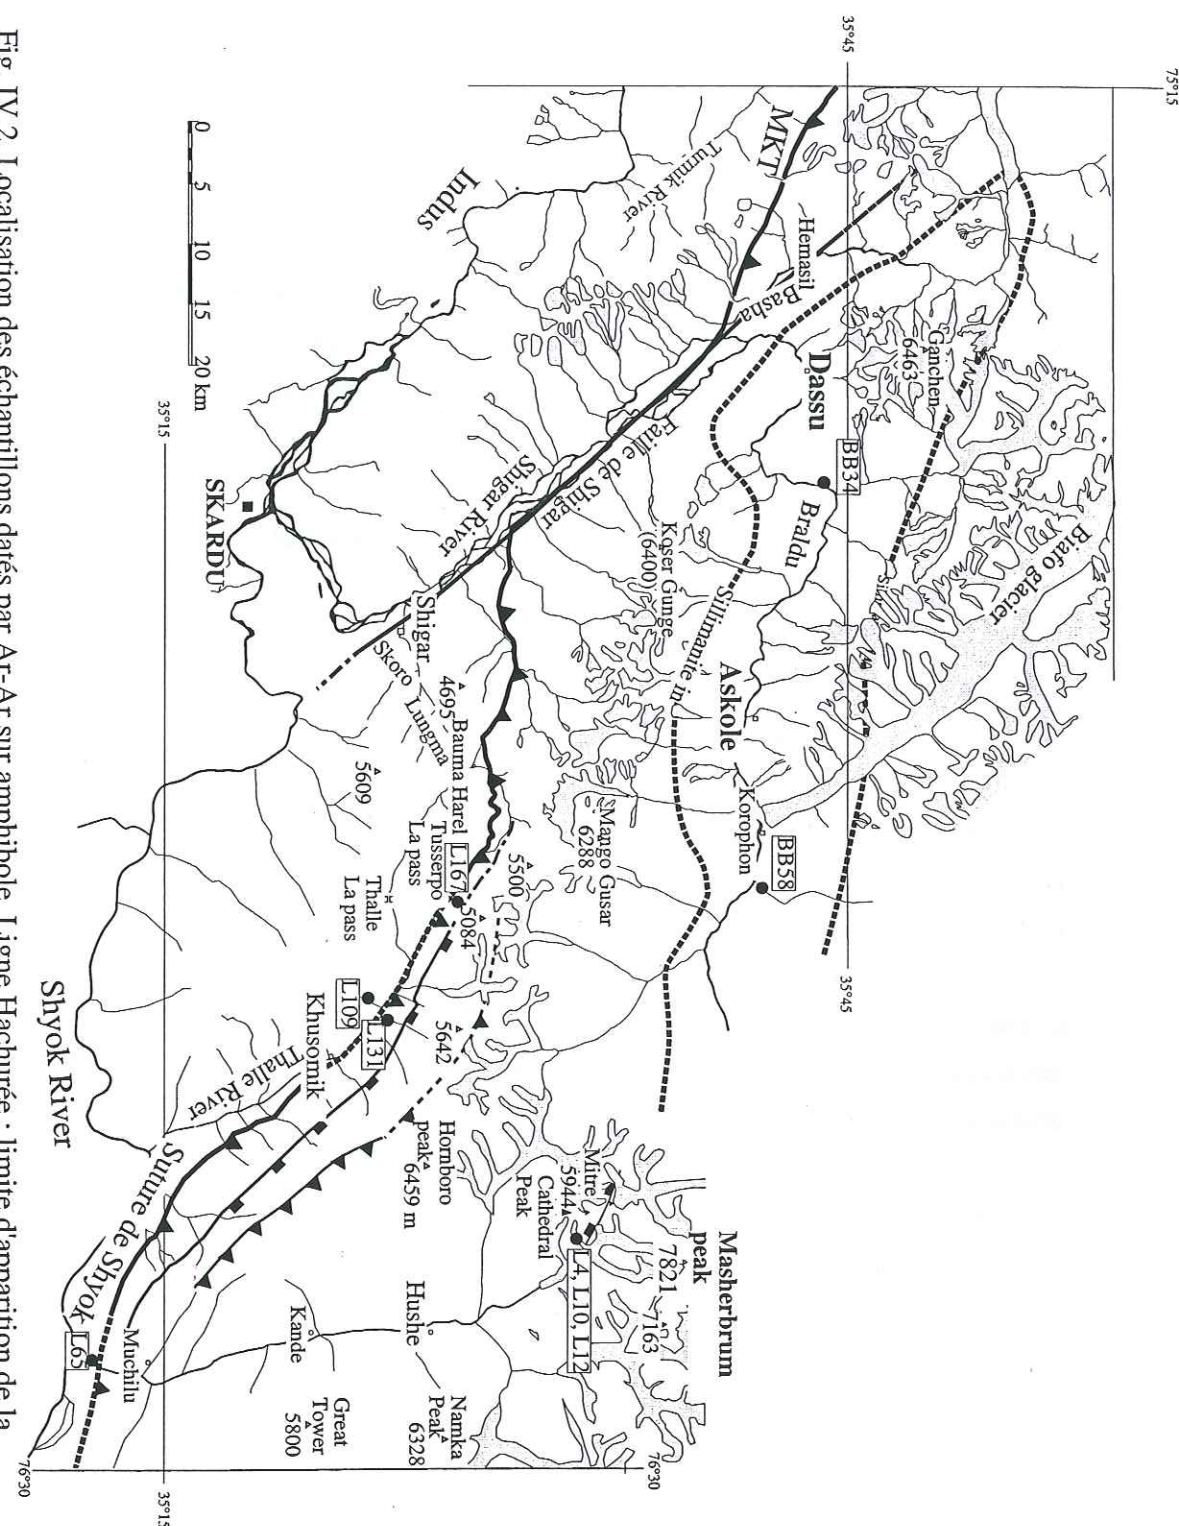 75°15
35°45
MKT
Turmik River
Indus
Hemasil
Basha
Ganchen
6463
Dassu
BB34
Braldu
Biafo glacier
Faille de Shigar
Shigar River
Koser Gunge
(6400)
Sillimanite in
Askole
Korophon
BB58
35°45
0
5
10
15
20 km
35°15
SKARDU
Shigar
Skoro Lungma
4695
Bauma Harel
5609
Mango Gusar
6288
5500
L167
5084
Tusserpo
La pass
Thalle
La pass
L109
L131
5642
Khusomik
Thalle River
Shyok River
Suture de Shyok
Hornboro
peak
6459 m
Mitre
5944
Cathedral
Peak
L4, L10, L12
Masherbrum
peak
7821
7163
Hushe
Kande
Muchilu
L65
Namka
Peak
6328
Great
Tower
5800
76°30
35°15
76°30
Fig. IV.2. Localisation des échantillons datés par Ar-Ar sur amphibole. Ligne Hachurée : limite d'apparition de la